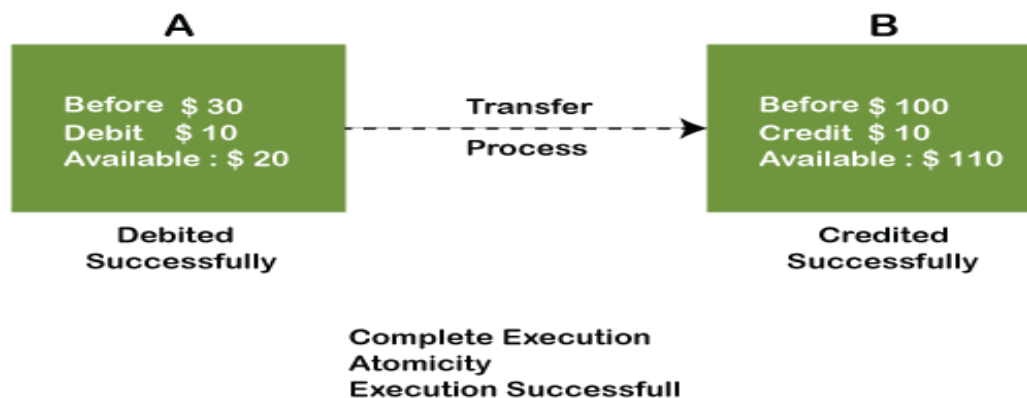 A
B
Before $ 30
Debit $ 10
Available : $ 20
Transfer
Process
Before $ 100
Credit $ 10
Available : $ 110
Debited
Successfully
Credited
Successfully
Complete Execution
Atomicity
Execution Successfull